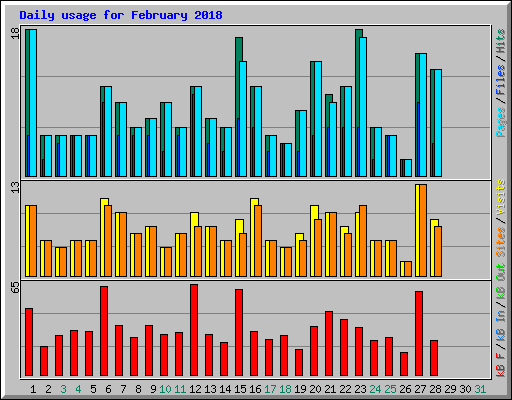 Daily usage for February 2018
18
13
65
Pages / Files / Hits
Sites / Visits
kB F / kB In / kB Out
1 2 3 4 5 6 7 8 9 10 11 12 13 14 15 16 17 18 19 20 21 22 23 24 25 26 27 28 29 30 31